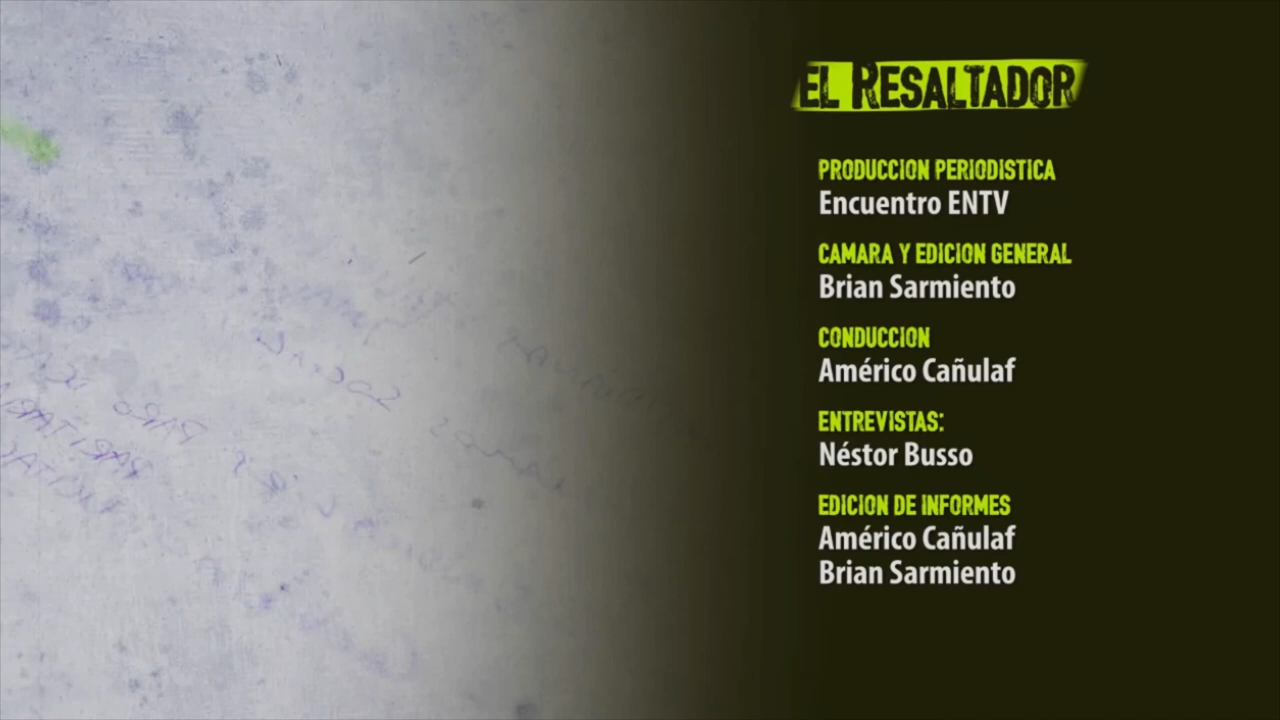 EL RESALTADOR
PRODUCCION PERIODISTICA
Encuentro ENTV
CAMARA Y EDICION GENERAL
Brian Sarmiento
CONDUCCION
Américo Cañulaf
ENTREVISTAS:
Néstor Busso
EDICION DE INFORMES
Américo Cañulaf
Brian Sarmiento